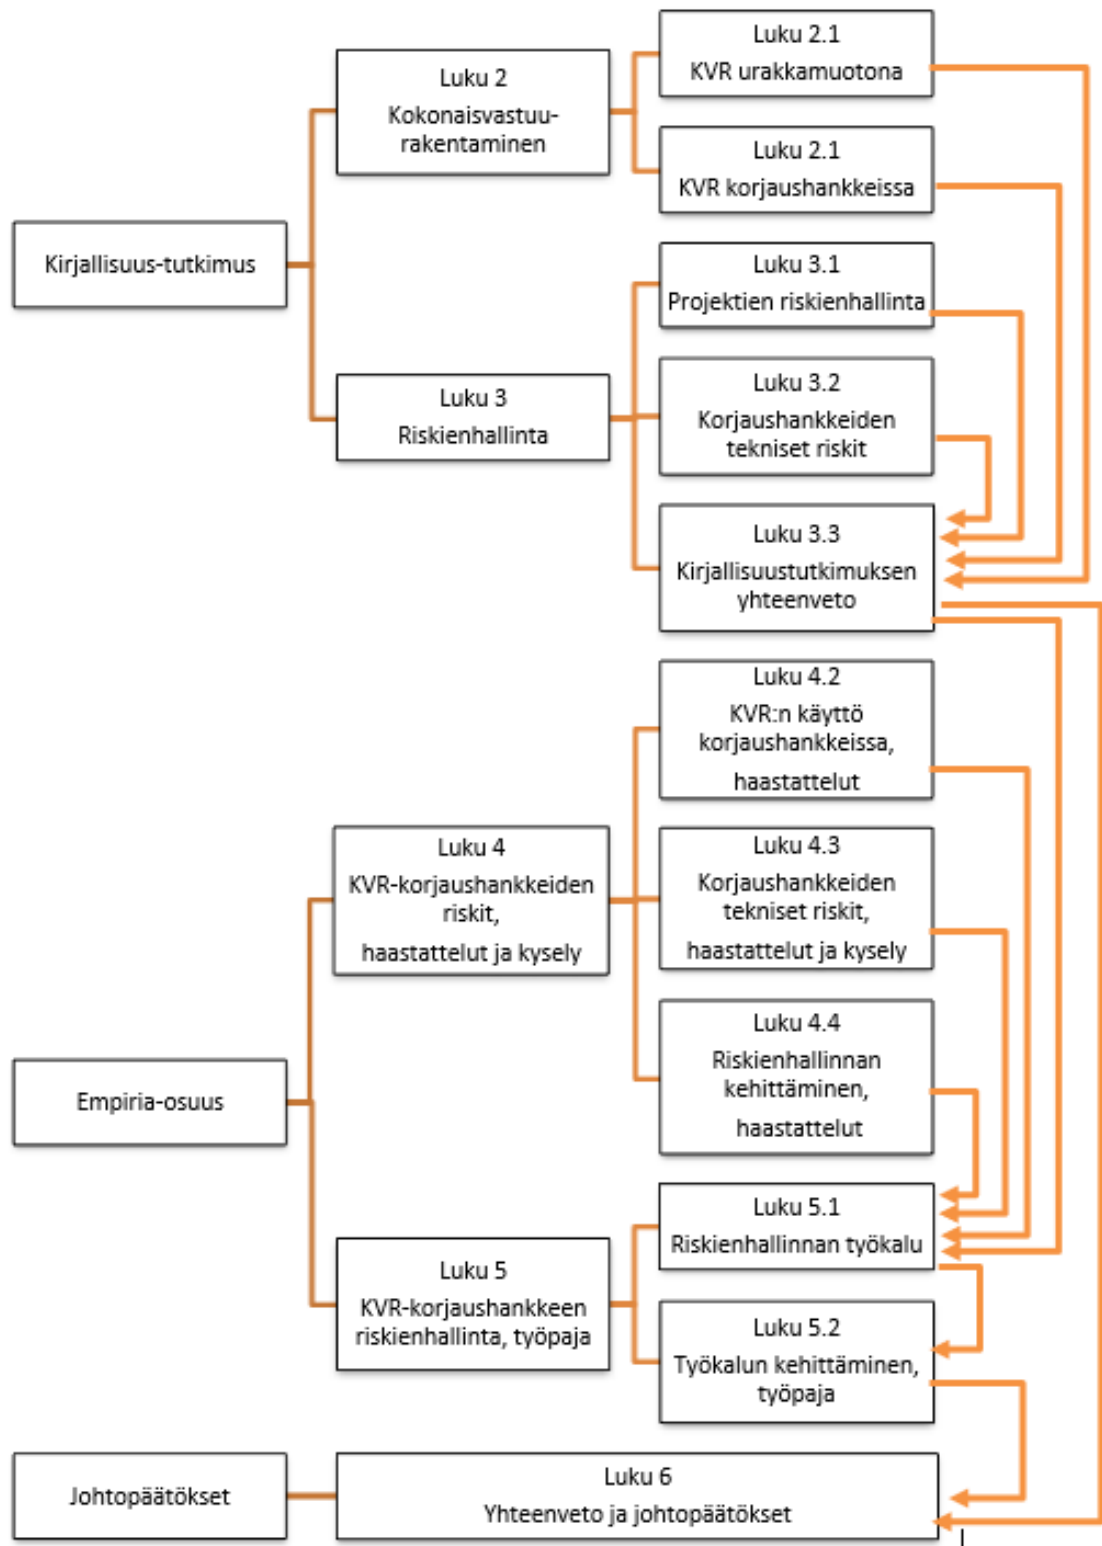 Luku 2.1
KVR urakkamuotona
Luku 2
Kokonaisvastuu-
rakentaminen
Luku 2.1
KVR korjaushankkeissa
Kirjallisuus-tutkimus
Luku 3.1
Projektien riskienhallinta
Luku 3
Riskienhallinta
Luku 3.2
Korjaushankkeiden
tekniset riskit
Luku 3.3
Kirjallisuustutkimuksen
yhteenveto
Luku 4.2
KVR:n käyttö
korjaushankkeissa,
haastattelut
Luku 4
KVR-korjaushankkeiden
riskit,
haastattelut ja kysely
Luku 4.3
Korjaushankkeiden
tekniset riskit,
haastattelut ja kysely
Luku 4.4
Riskienhallinnan
kehittäminen,
haastattelut
Empiria-osuus
Luku 5.1
Riskienhallinnan työkalu
Luku 5
KVR-korjaushankkeen
riskienhallinta, työpaja
Luku 5.2
Työkalun kehittäminen,
työpaja
Johtopäätökset
Luku 6
Yhteenveto ja johtopäätökset